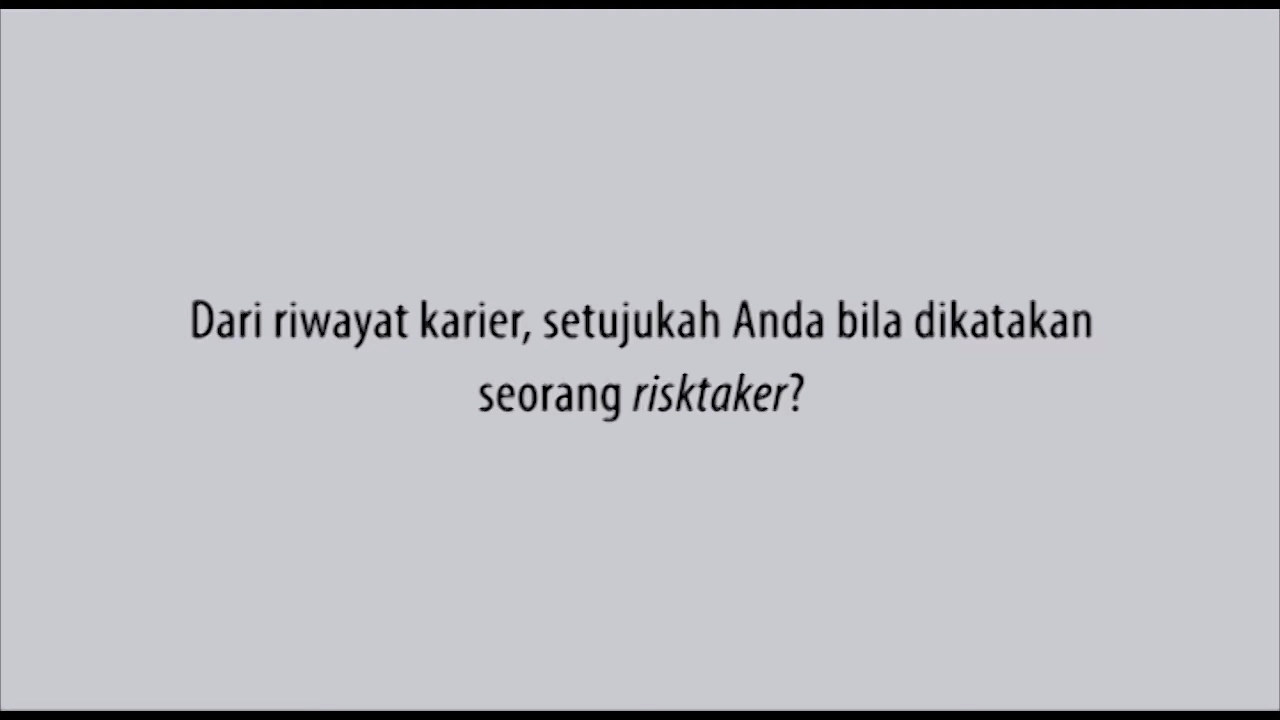 Dari riwayat karier, setujukah Anda bila dikatakan
seorang risktaker?